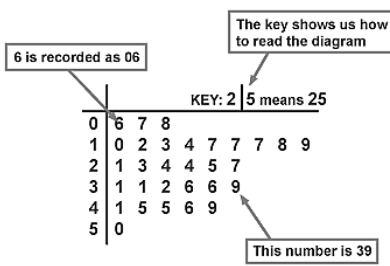 The key shows us how
to read the diagram
6 is recorded as 06
KEY: 2 | 5 means 25
0 | 6 7 8
1 | 0 2 3 4 7 7 7 8 9
2 | 1 3 4 4 5 7
3 | 1 1 2 6 6 9
4 | 1 5 5 6 9
5 | 0
This number is 39